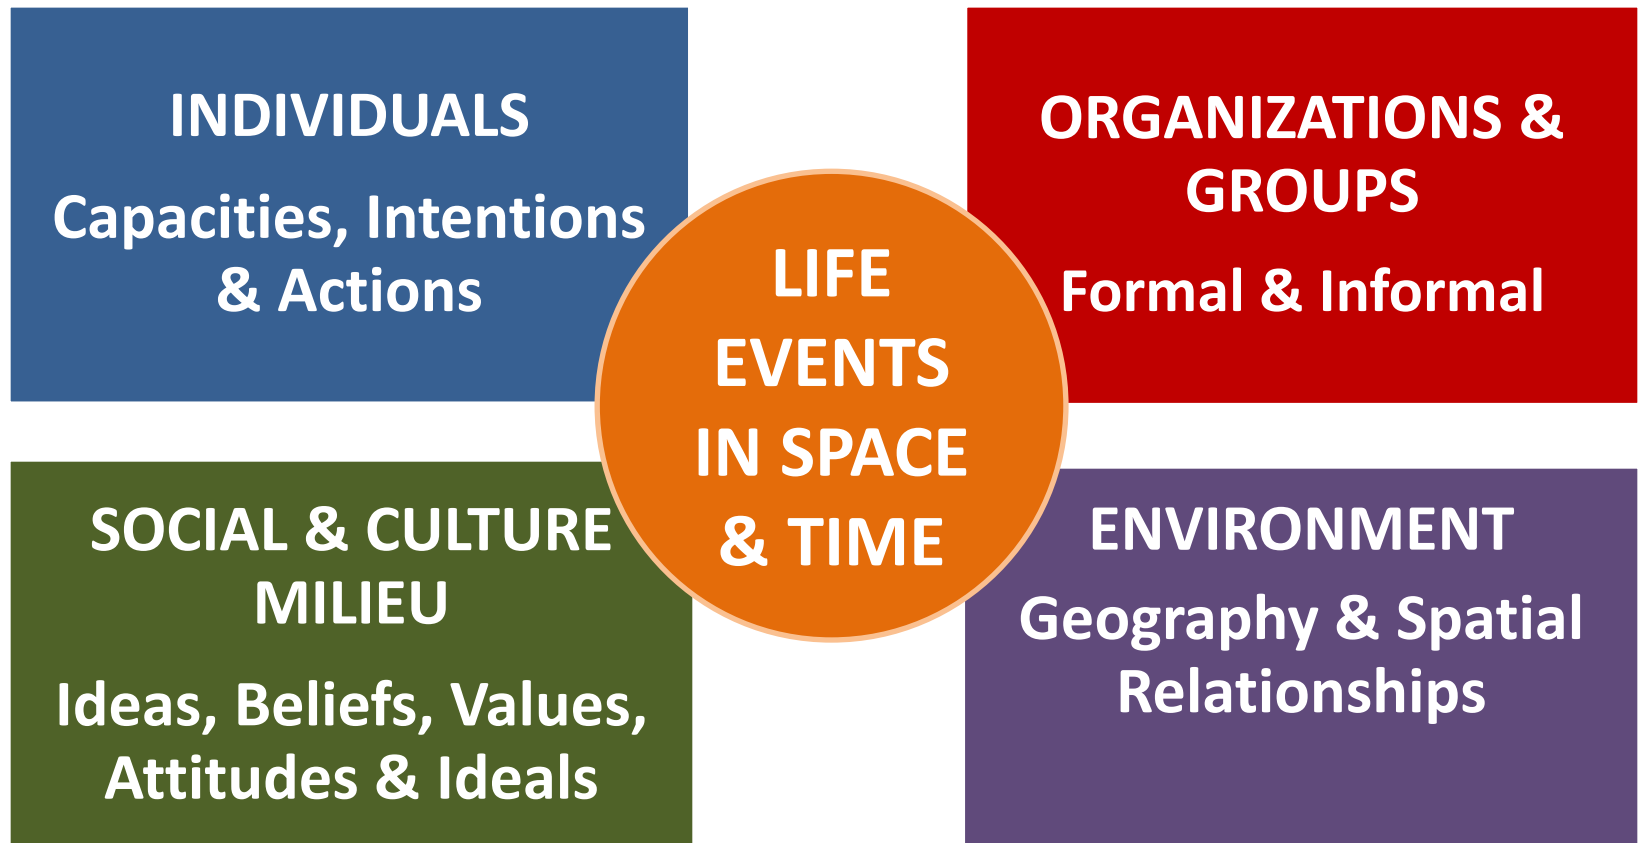 INDIVIDUALS
Capacities, Intentions
& Actions
ORGANIZATIONS &
GROUPS
Formal & Informal
LIFE
EVENTS
IN SPACE
& TIME
SOCIAL & CULTURE
MILIEU
Ideas, Beliefs, Values,
Attitudes & Ideals
ENVIRONMENT
Geography & Spatial
Relationships